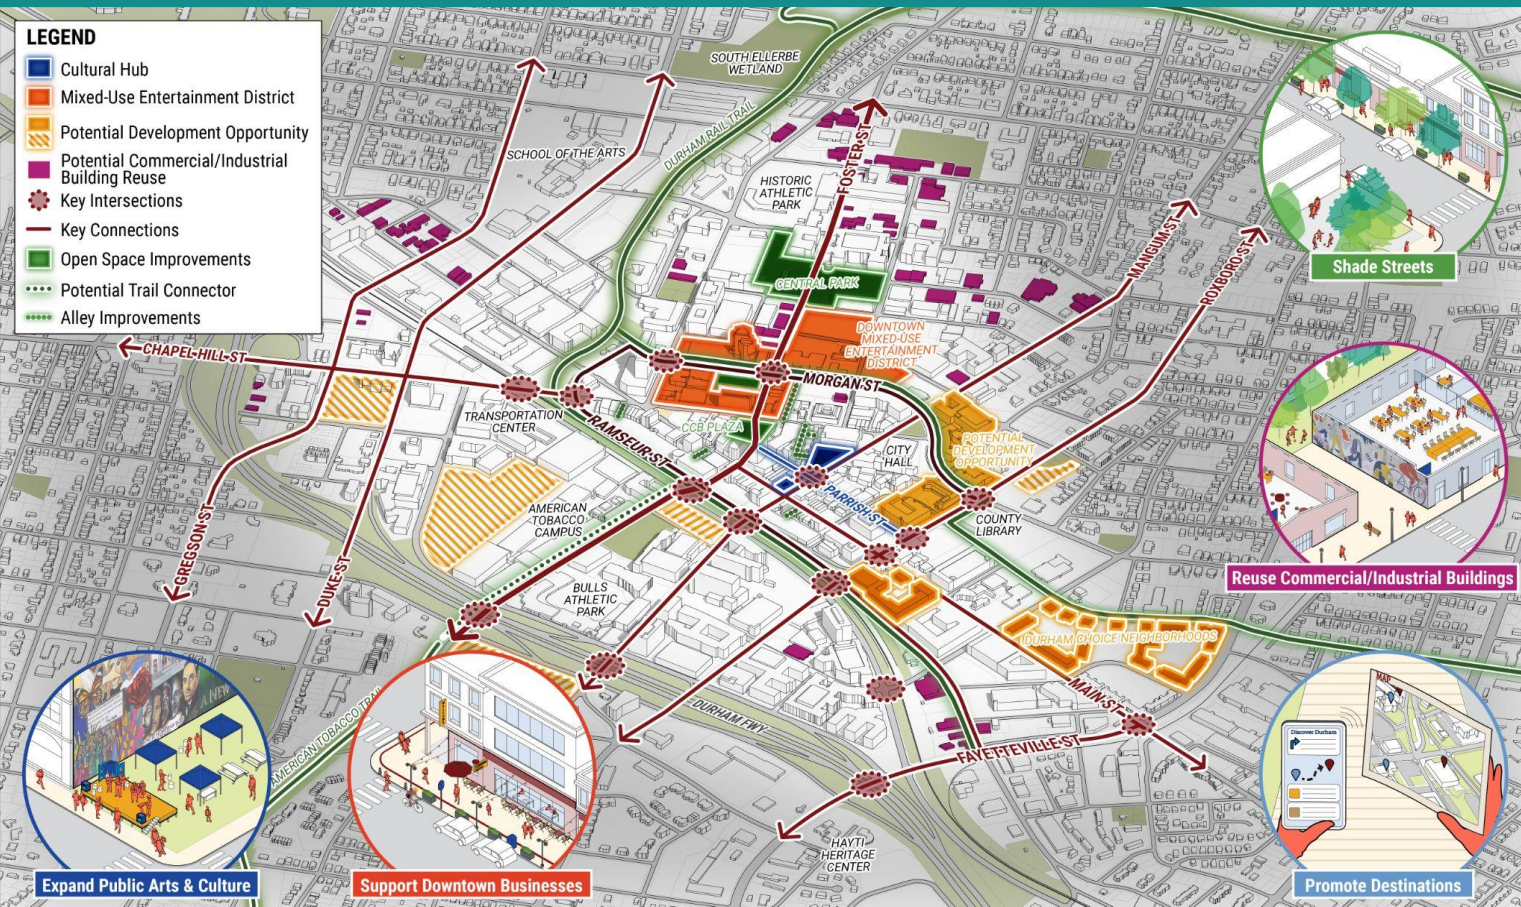 LEGEND
Cultural Hub
Mixed-Use Entertainment District
Potential Development Opportunity
Potential Commercial/Industrial
Building Reuse
Key Intersections
Key Connections
Open Space Improvements
Potential Trail Connector
Alley Improvements
SOUTH ELLERBE
WETLAND
DURHAM RAIL TRAIL
SCHOOL OF THE ARTS
FOSTER ST
HISTORIC
ATHLETIC
PARK
MANGUM ST
ROXBORO ST
Shade Streets
CENTRAL PARK
DOWNTOWN
MIXED-USE
ENTERTAINMENT
DISTRICT
CHAPEL HILL ST
MORGAN ST
TRANSPORTATION
CENTER
RAMSEUR ST
CCB PLAZA
CITY
HALL
POTENTIAL
DEVELOPMENT
OPPORTUNITY
PARRISH ST
COUNTY
LIBRARY
AMERICAN
TOBACCO
CAMPUS
GREGSON ST
DUKE ST
BULLS
ATHLETIC
PARK
Reuse Commercial/Industrial Buildings
DURHAM CHOICE NEIGHBORHOODS
MAIN ST
DURHAM FWY
FAYETTEVILLE ST
AMERICAN TOBACCO TRAIL
HAYTI
HERITAGE
CENTER
A NEW
MAP
Discover Durham
Expand Public Arts & Culture
Support Downtown Businesses
Promote Destinations